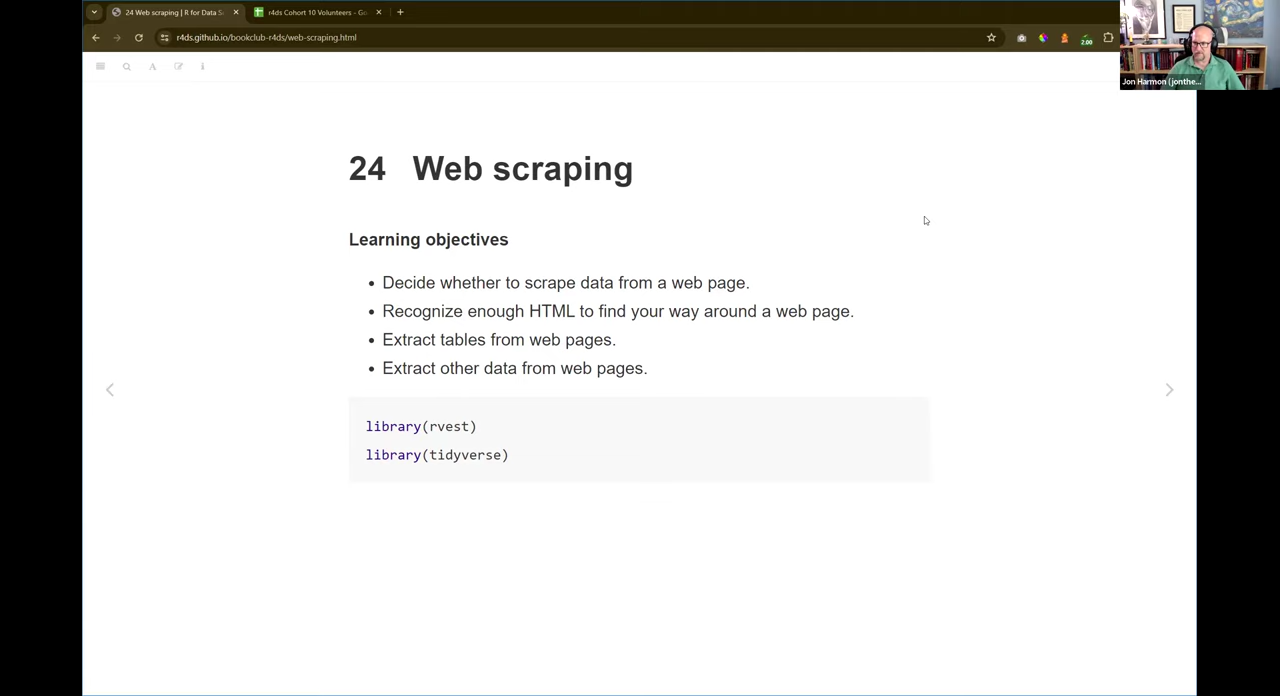 24 Web scraping | R for Data S
r4ds Cohort 10 Volunteers - Go
r4ds.github.io/bookclub-r4ds/web-scraping.html
2.00
Jon Harmon (jonthe...
24 Web scraping
Learning objectives
• Decide whether to scrape data from a web page.
• Recognize enough HTML to find your way around a web page.
• Extract tables from web pages.
• Extract other data from web pages.
library(rvest)
library(tidyverse)